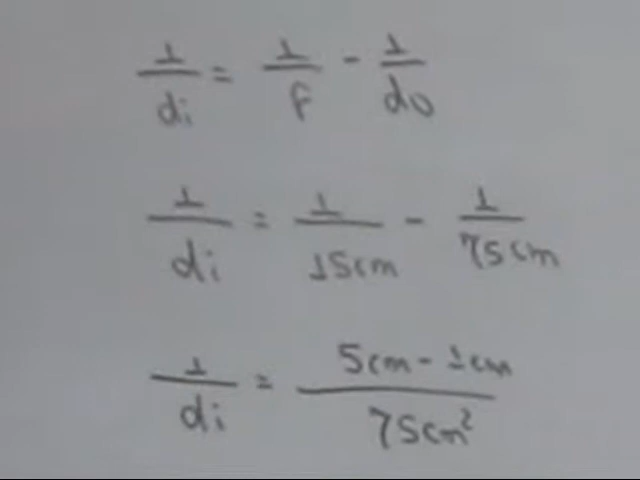 1/di = 1/f - 1/do
1/di = 1/15cm - 1/75cm
1/di = 5cm - 1cm/75cm²